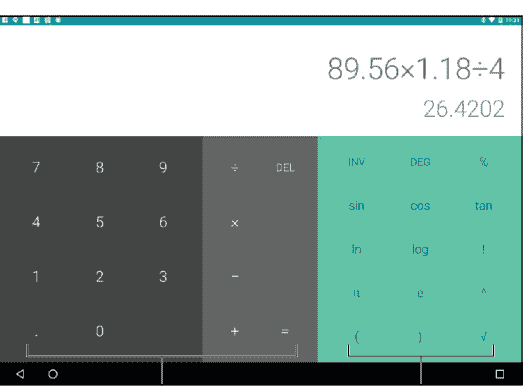 89.56×1.18÷4
26.4202
7 8 9 ÷ DEL
INV DEG %
4 5 6 ×
sin cos tan
1 2 3 −
ln log !
π e ^
. 0 + =
( ) √